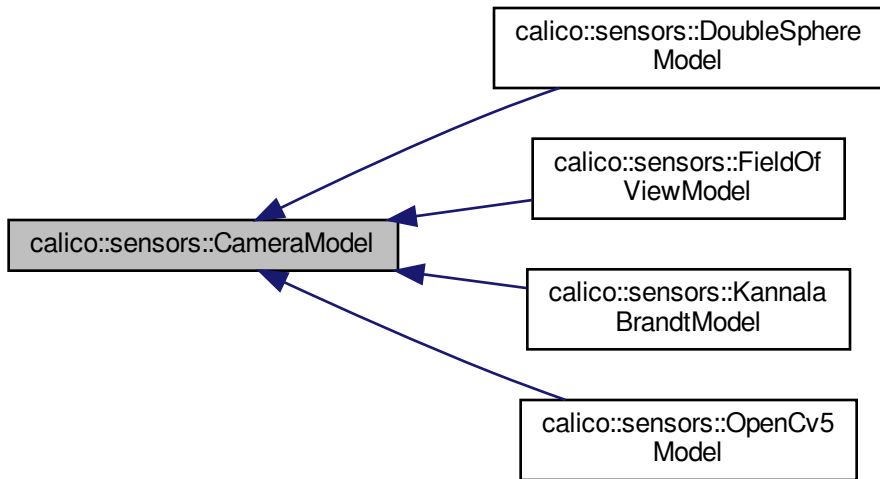 calico::sensors::DoubleSphere
Model
calico::sensors::FieldOf
ViewModel
calico::sensors::CameraModel
calico::sensors::Kannala
BrandtModel
calico::sensors::OpenCv5
Model